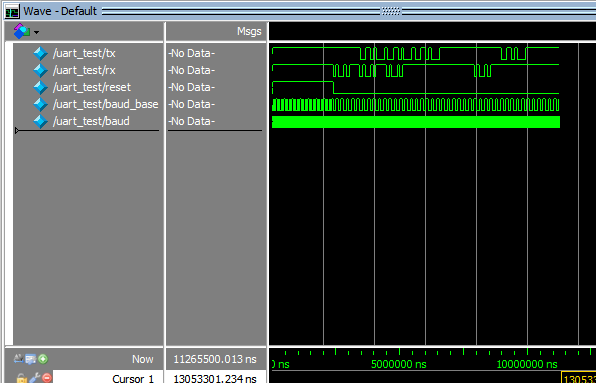 Wave - Default
Msgs
/uart_test/tx -No Data-
/uart_test/rx -No Data-
/uart_test/reset -No Data-
/uart_test/baud_base -No Data-
/uart_test/baud -No Data-
Now 11265500.013 ns
0 ns 5000000 ns 10000000 ns
Cursor 1 13053301.234 ns
13053